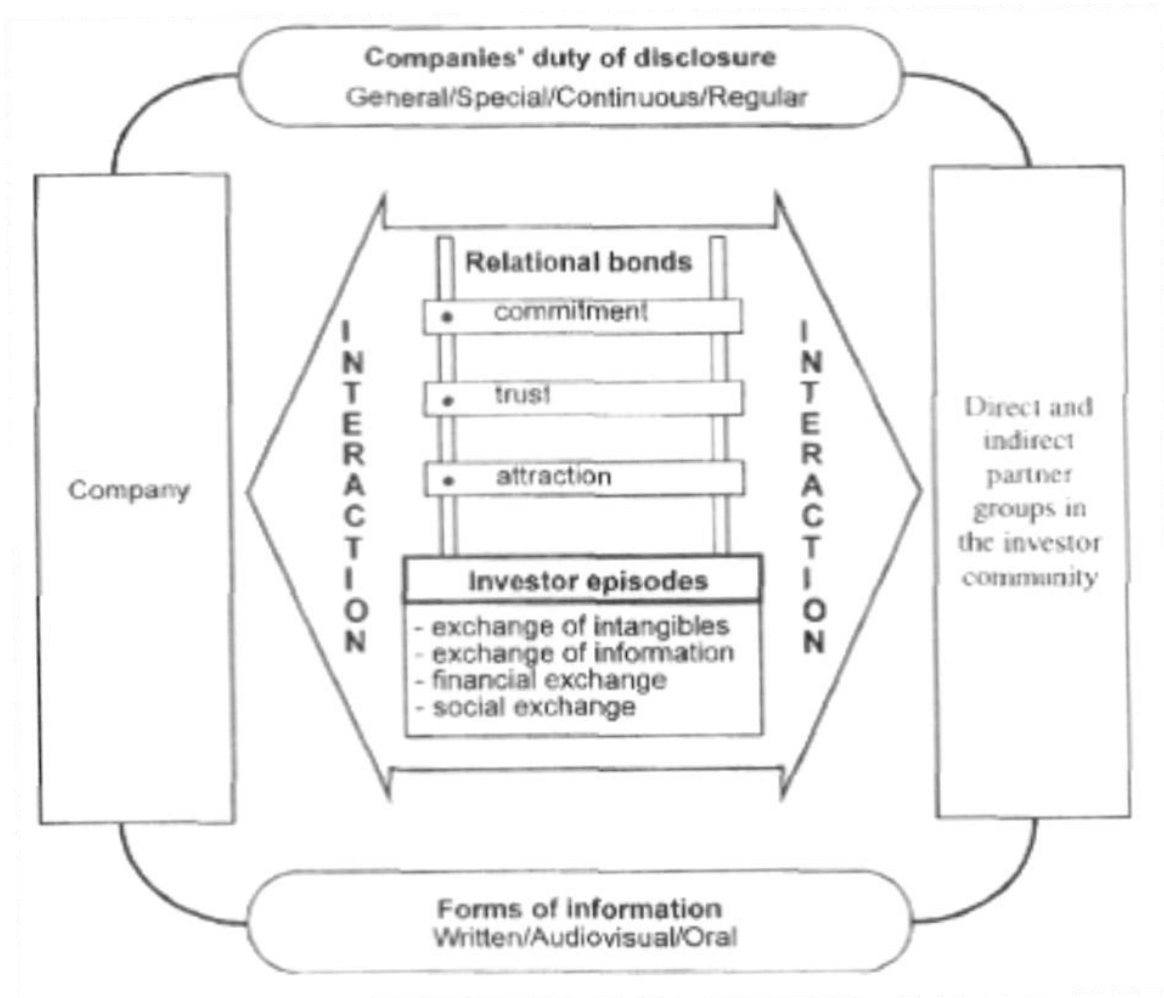 Companies' duty of disclosure
General/Special/Continuous/Regular
Company
INTERACTION
Relational bonds
• commitment
• trust
• attraction
Investor episodes
- exchange of intangibles
- exchange of information
- financial exchange
- social exchange
INTERACTION
Direct and
indirect
partner
groups in
the investor
community
Forms of information
Written/Audiovisual/Oral